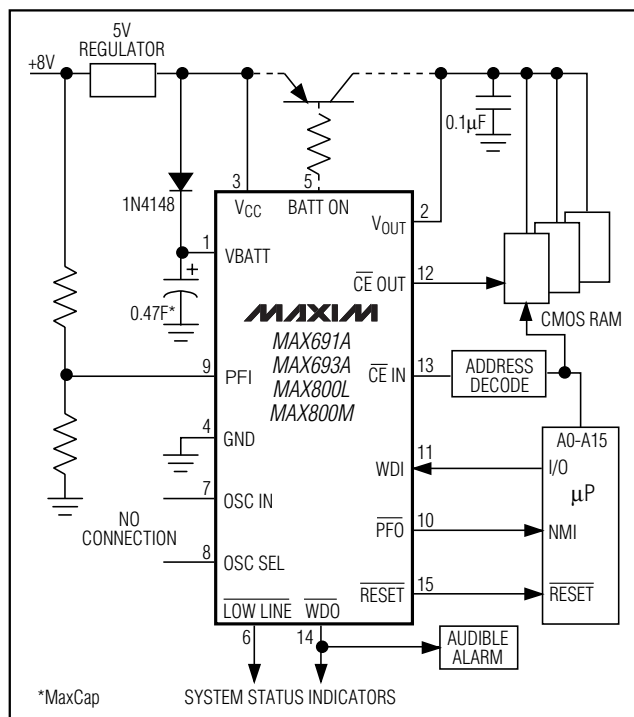 5V
REGULATOR
+8V
0.1µF
3
5
1N4148
VCC
BATT ON
2
VOUT
1
VBATT
12
CE OUT
+
0.47F*
MAXIM
CMOS RAM
MAX691A
MAX693A
MAX800L
MAX800M
9
PFI
13
CE IN
ADDRESS
DECODE
4
GND
A0-A15
11
WDI
I/O
µP
7
OSC IN
NO
CONNECTION
10
PFO
NMI
8
OSC SEL
15
RESET
RESET
LOW LINE
WDO
6
14
AUDIBLE
ALARM
*MaxCap
SYSTEM STATUS INDICATORS